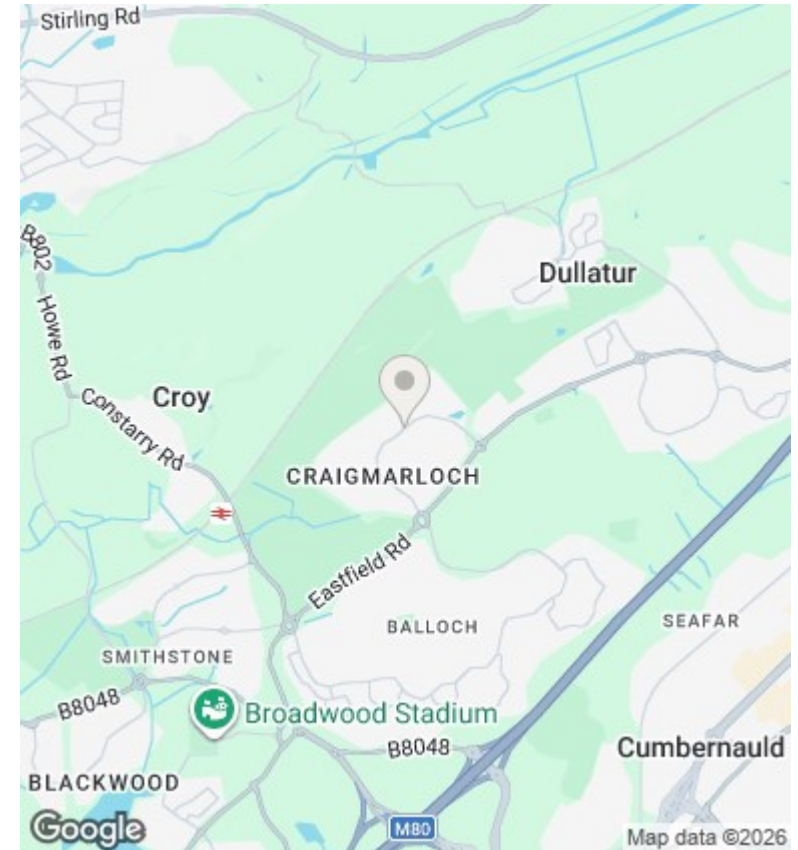 Stirling Rd
B802
Dullatur
Howe Rd
Croy
Constarry Rd
CRAIGMARLOCH
Eastfield Rd
BALLOCH
SEAFAR
SMITHSTONE
B8048
Broadwood Stadium
B8048
Cumbernauld
BLACKWOOD
Google
M80
Map data ©2026